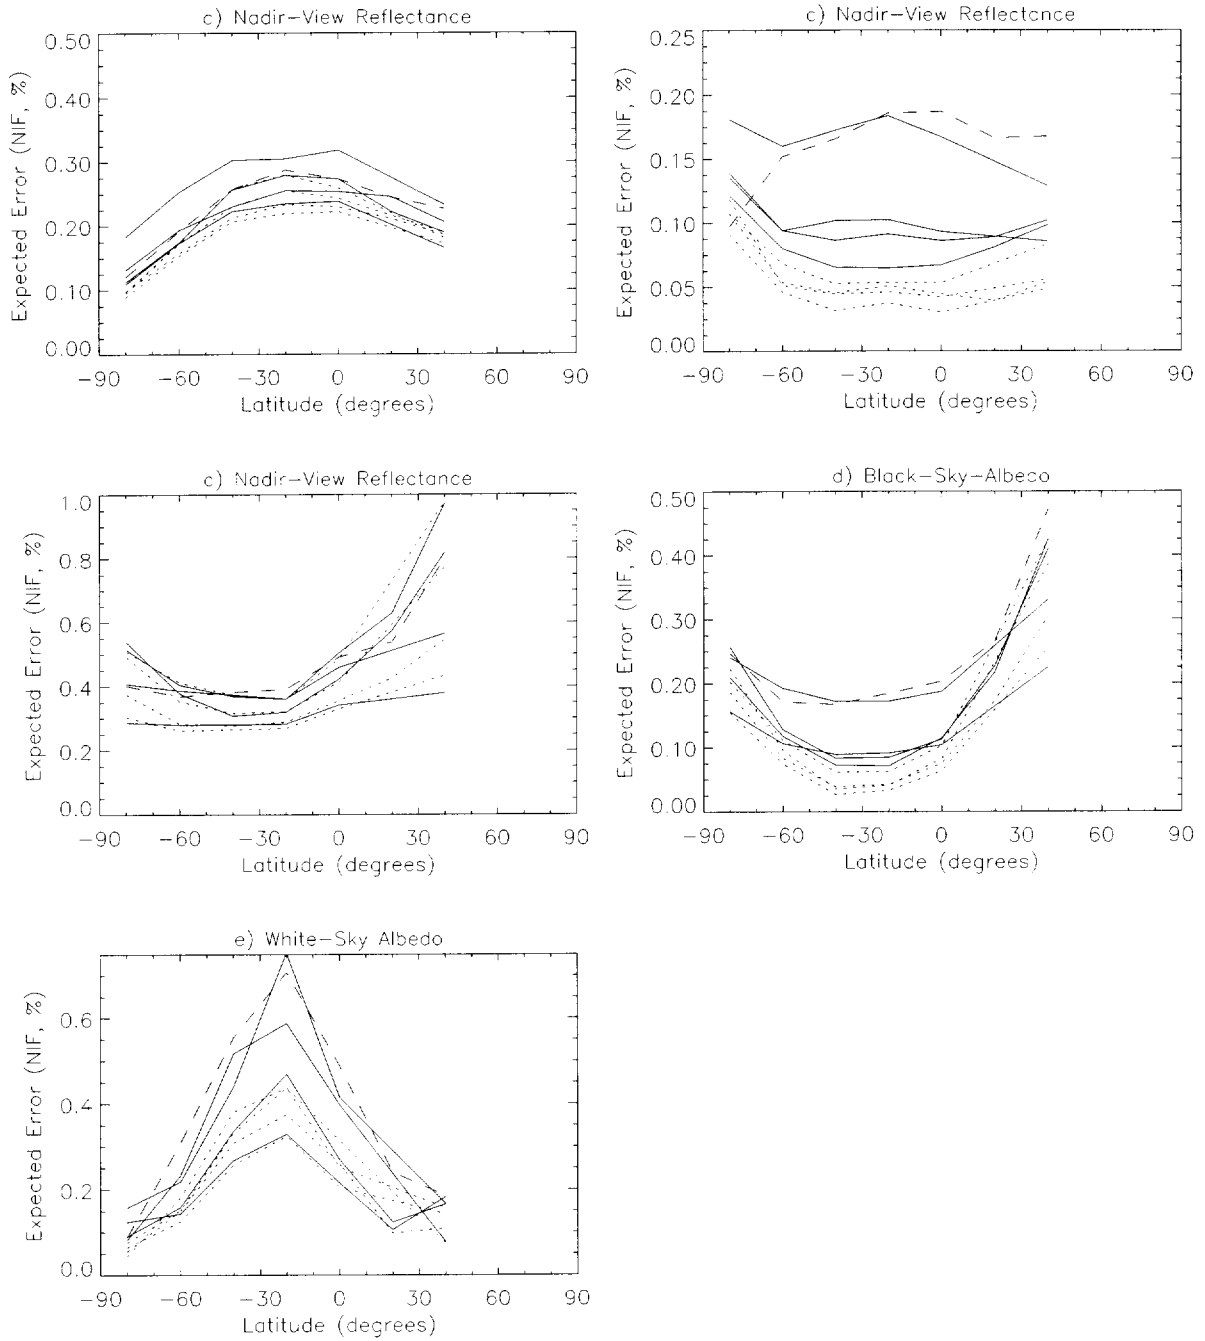 c) Nadir-View Reflectance
0.50
0.40
0.30
0.20
0.10
0.00
Expected Error (NIF, %)
-90 -60 -30 0 30 60 90
Latitude (degrees)
c) Nadir-View Reflectance
0.25
0.20
0.15
0.10
0.05
0.00
Expected Error (NIF, %)
-90 -60 -30 0 30 60 90
Latitude (degrees)
c) Nadir-View Reflectance
1.0
0.8
0.6
0.4
0.2
0.0
Expected Error (NIF, %)
-90 -60 -30 0 30 60 90
Latitude (degrees)
d) Black-Sky-Albeco
0.50
0.40
0.30
0.20
0.10
0.00
Expected Error (NIF, %)
-90 -60 -30 0 30 60 90
Latitude (degrees)
e) White-Sky Albedo
0.6
0.4
0.2
0.0
Expected Error (NIF, %)
-90 -60 -30 0 30 60 90
Latitude (degrees)